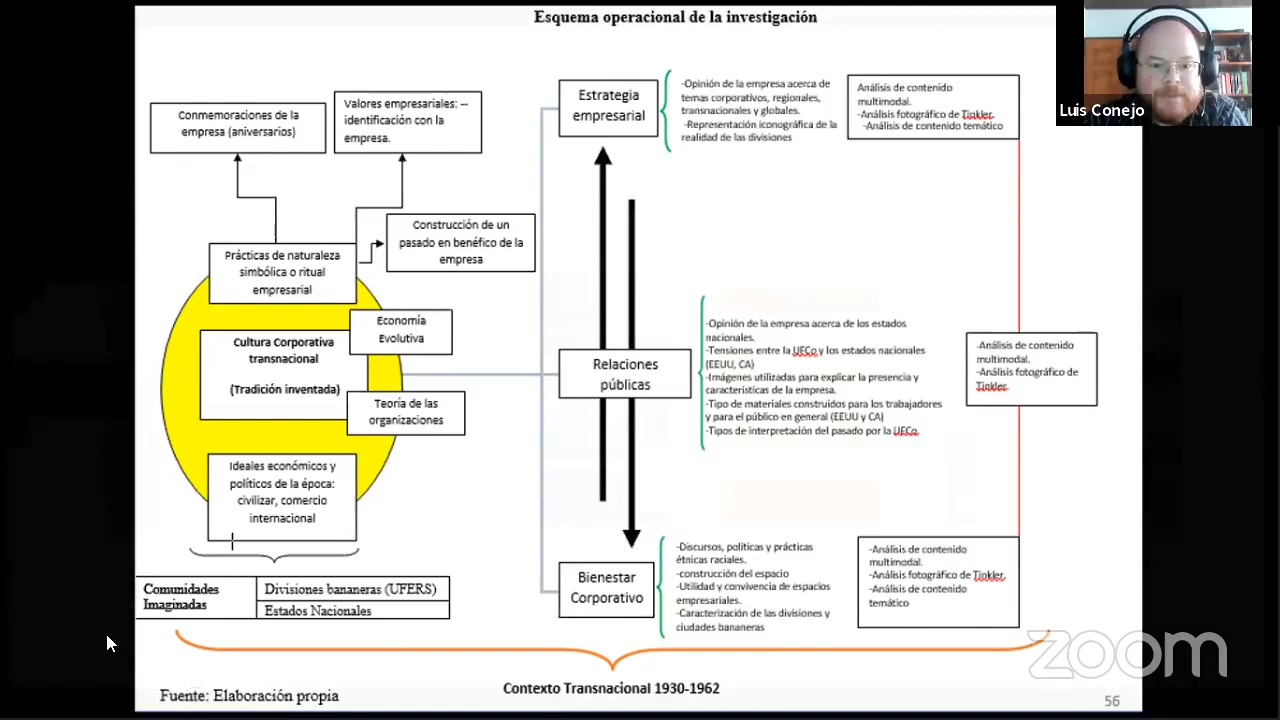 Esquema operacional de la investigación
Luis Conejo
Conmemoraciones de la
empresa (aniversarios)
Valores empresariales: –
identificación con la
empresa.
Construcción de un
pasado en benéfico de la
empresa
Prácticas de naturaleza
simbólica o ritual
empresarial
Economía
Evolutiva
Cultura Corporativa
transnacional
(Tradición inventada)
Teoría de las
organizaciones
Ideales económicos y
políticos de la época:
civilizar, comercio
internacional
Comunidades
Imaginadas
Divisiones bananeras (UFERS)
Estados Nacionales
Estrategia
empresarial
-Opinión de la empresa acerca de
temas corporativos, regionales,
transnacionales y globales.
-Representación iconográfica de la
realidad de las divisiones
Análisis de contenido
multimodal.
-Análisis fotográfico de Tinkler.
-Análisis de contenido temático
Relaciones
públicas
-Opinión de la empresa acerca de los estados
nacionales.
-Tensiones entre la UFCo y los estados nacionales
(EEUU, CA)
-Imágenes utilizadas para explicar la presencia y
características de la empresa.
-Tipo de materiales construidos para los trabajadores
y para el público en general (EEUU y CA)
-Tipos de interpretación del pasado por la UFCo.
-Análisis de contenido
multimodal.
-Análisis fotográfico de
Tinkler.
Bienestar
Corporativo
-Discursos, políticas y prácticas
étnicas raciales.
-construcción del espacio
-Utilidad y convivencia de espacios
empresariales.
-Caracterización de las divisiones y
ciudades bananeras
-Análisis de contenido
multimodal.
-Análisis fotográfico de Tinkler.
-Análisis de contenido
temático
zoom
Fuente: Elaboración propia
Contexto Transnacional 1930-1962
56